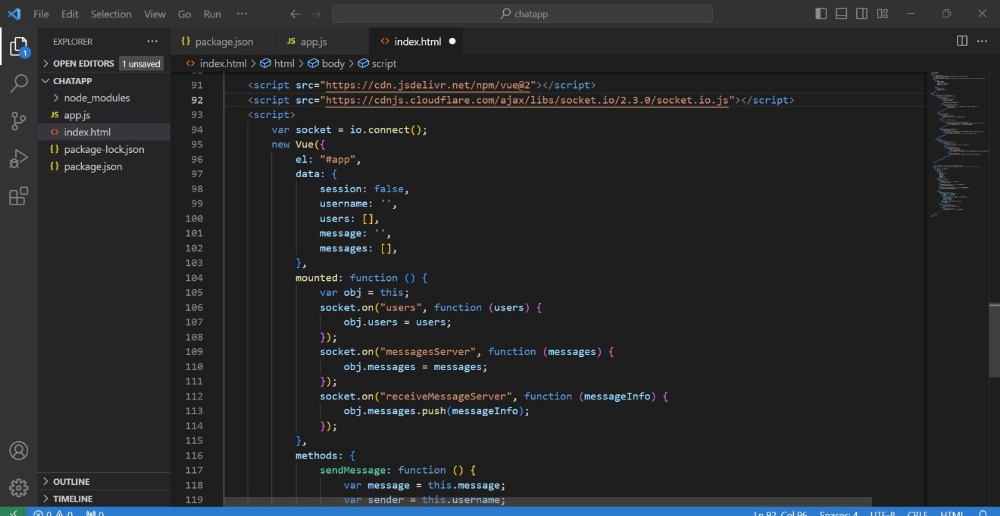 File Edit Selection View Go Run ··· chatapp
EXPLORER ···
package.json
JS app.js
index.html
OPEN EDITORS 1 unsaved
index.html > html > body > script
CHATAPP
node_modules
JS app.js
index.html
package-lock.json
package.json
OUTLINE
TIMELINE
91 <script src="https://cdn.jsdelivr.net/npm/vue@2"></script>
92 <script src="https://cdnjs.cloudflare.com/ajax/libs/socket.io/2.3.0/socket.io.js"></script>
93 <script>
94 var socket = io.connect();
95 new Vue({
96 el: "#app",
97 data: {
98 session: false,
99 username: '',
100 users: [],
101 message: '',
102 messages: [],
103 },
104 mounted: function () {
105 var obj = this;
106 socket.on("users", function (users) {
107 obj.users = users;
108 });
109 socket.on("messagesServer", function (messages) {
110 obj.messages = messages;
111 });
112 socket.on("receiveMessageServer", function (messageInfo) {
113 obj.messages.push(messageInfo);
114 });
115 },
116 methods: {
117 sendMessage: function () {
118 var message = this.message;
119 var sender = this.username;
0 0 0 Ln 92, Col 96 Spaces: 4 UTF-8 CRLF HTML